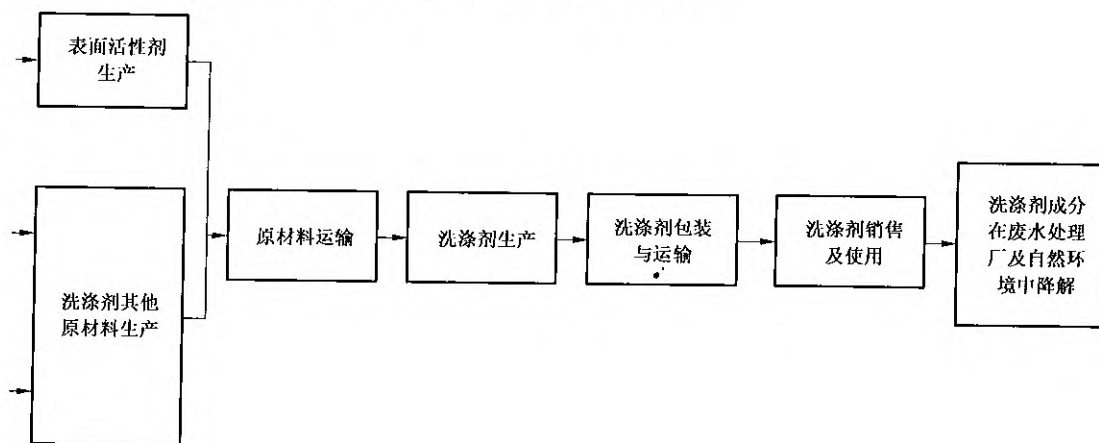 表面活性剂
生产
洗涤剂其他
原材料生产
原材料运输
洗涤剂生产
洗涤剂包装
与运输
洗涤剂销售
及使用
洗涤剂成分
在废水处理
厂及自然环
境中降解